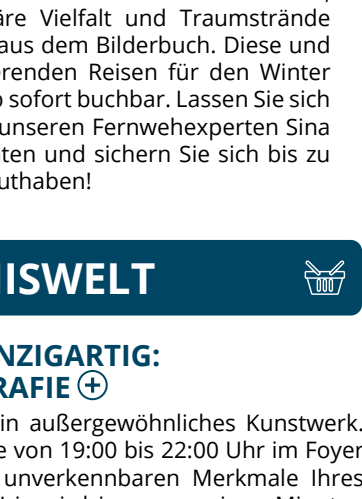 äre Vielfalt und Traumstrände
aus dem Bilderbuch. Diese und
erenden Reisen für den Winter
sofort buchbar. Lassen Sie sich
unseren Fernwehexperten Sina
ten und sichern Sie sich bis zu
uthaben!
ISWELT
NZIGARTIG:
RAFIE
in außergewöhnliches Kunstwerk.
e von 19:00 bis 22:00 Uhr im Foyer
unverkennbaren Merkmale Ihres